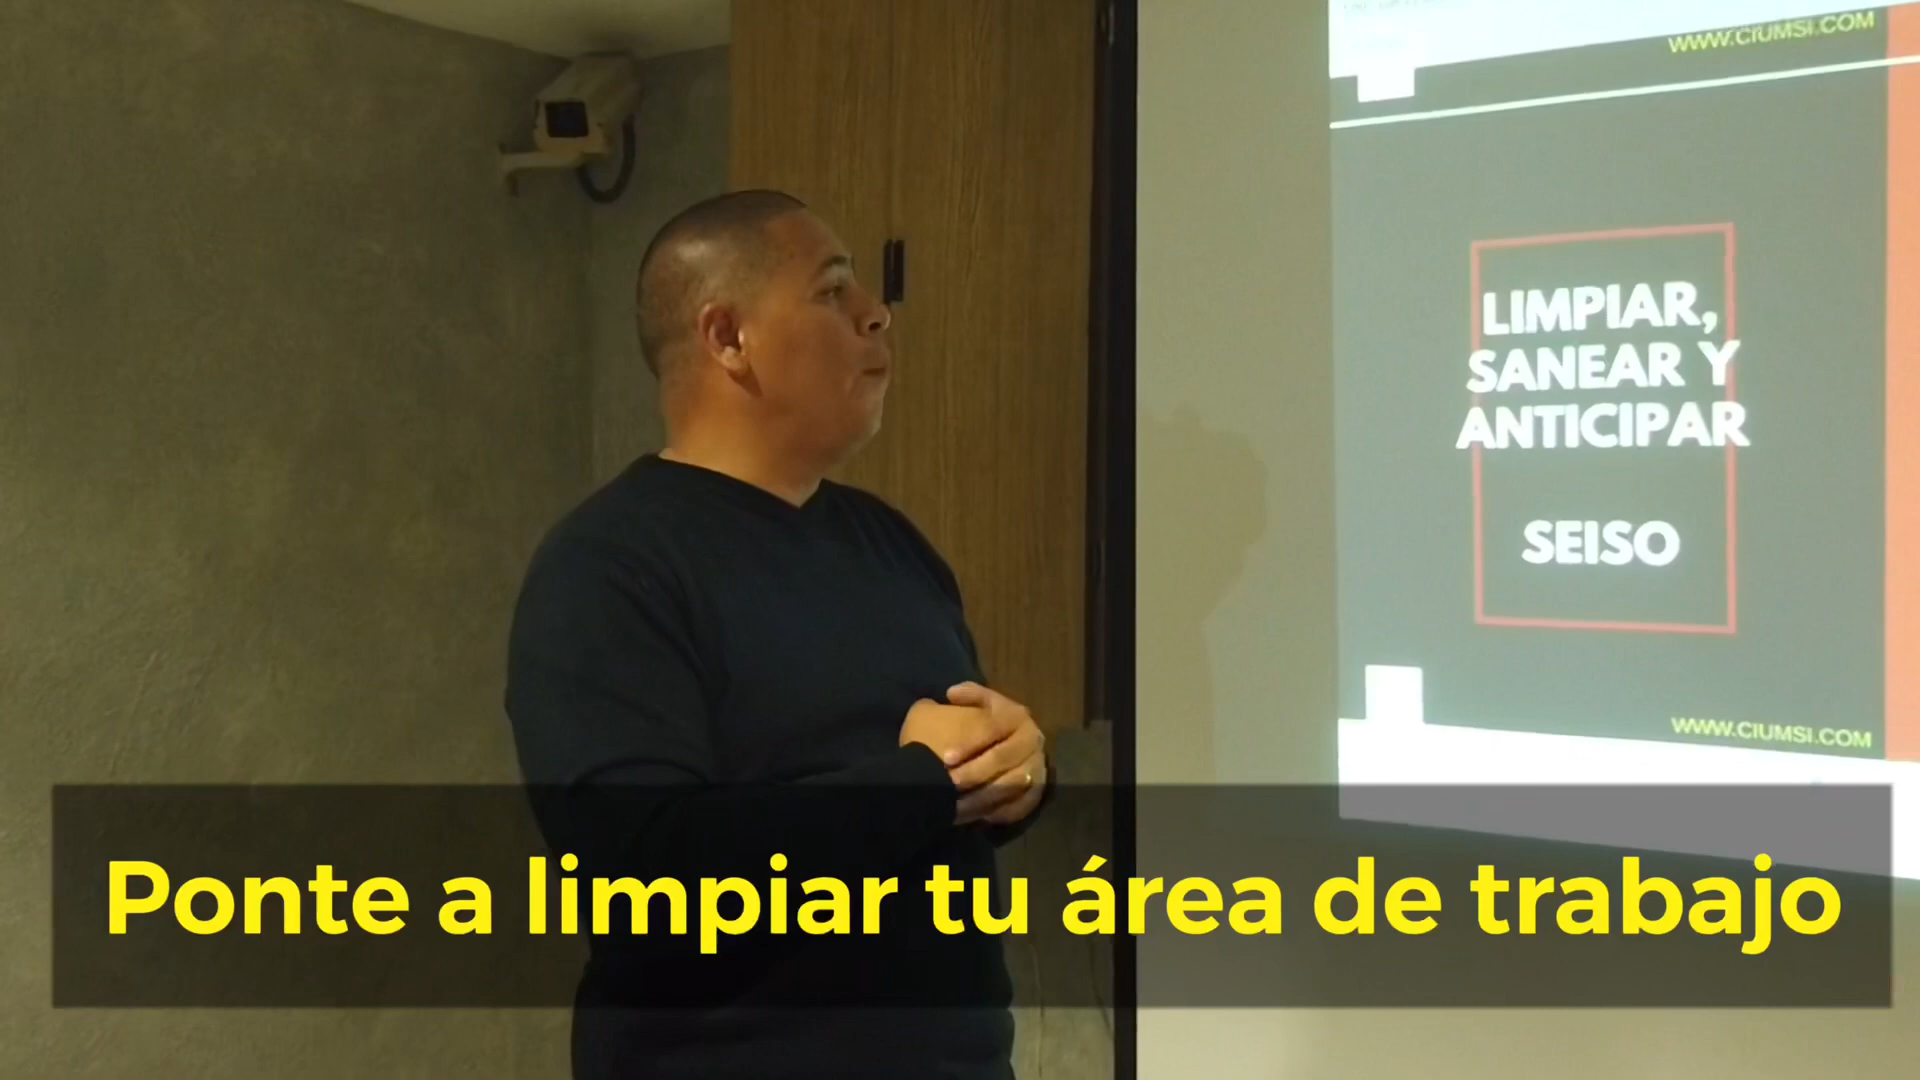 WWW.CIUMSI.COM
LIMPIAR,
SANEAR Y
ANTICIPAR
SEISO
WWW.CIUMSI.COM
Ponte a limpiar tu área de trabajo